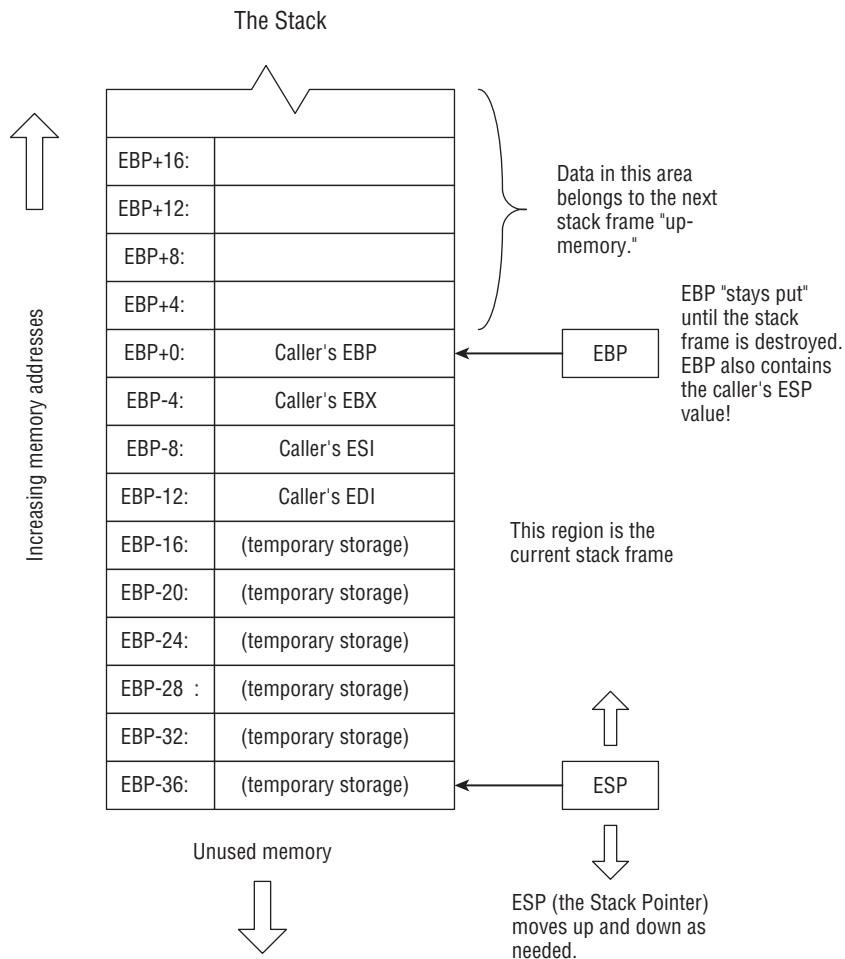 The Stack
EBP+16:
EBP+12:
EBP+8:
EBP+4:
EBP+0: Caller's EBP
EBP-4: Caller's EBX
EBP-8: Caller's ESI
EBP-12: Caller's EDI
EBP-16: (temporary storage)
EBP-20: (temporary storage)
EBP-24: (temporary storage)
EBP-28 : (temporary storage)
EBP-32: (temporary storage)
EBP-36: (temporary storage)
Increasing memory addresses
Data in this area
belongs to the next
stack frame "up-
memory."
EBP
EBP "stays put"
until the stack
frame is destroyed.
EBP also contains
the caller's ESP
value!
This region is the
current stack frame
ESP
Unused memory
ESP (the Stack Pointer)
moves up and down as
needed.